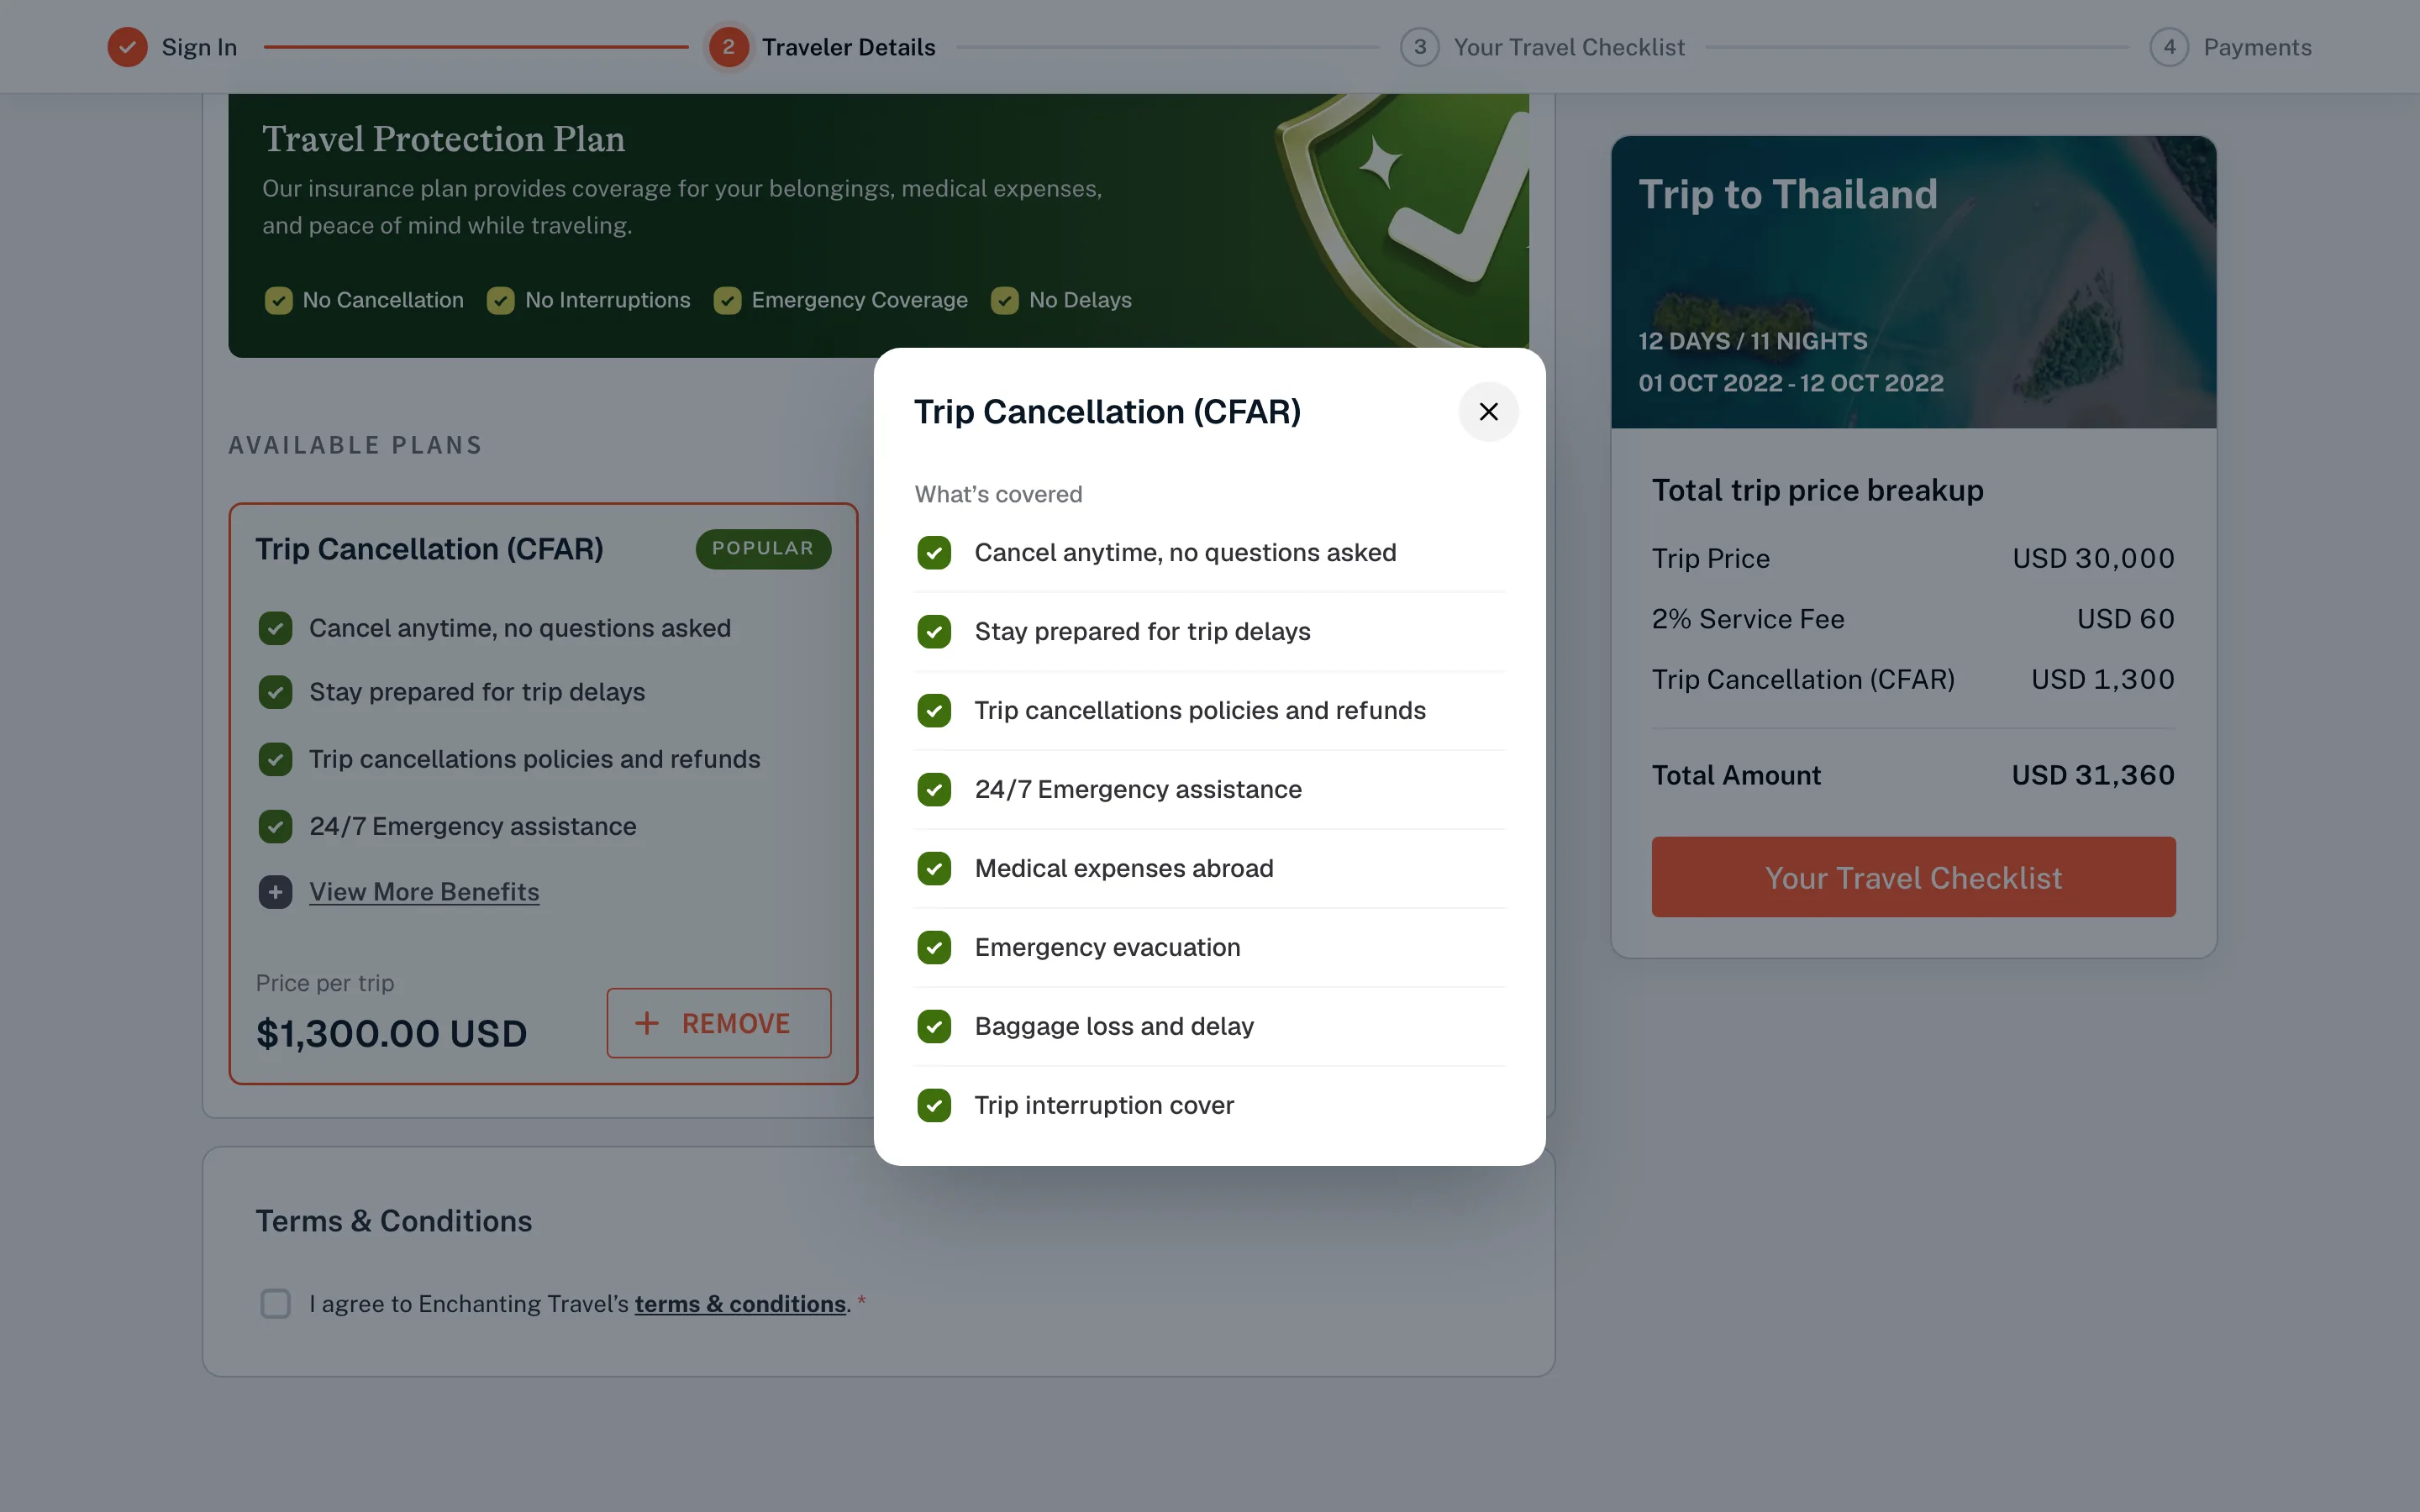 Sign In
2
Traveler Details
3
Your Travel Checklist
4
Payments
Travel Protection Plan
Our insurance plan provides coverage for your belongings, medical expenses,
and peace of mind while traveling.
No Cancellation
No Interruptions
Emergency Coverage
No Delays
AVAILABLE PLANS
Trip Cancellation (CFAR)
POPULAR
Cancel anytime, no questions asked
Stay prepared for trip delays
Trip cancellations policies and refunds
24/7 Emergency assistance
View More Benefits
Price per trip
$1,300.00 USD
REMOVE
Trip Cancellation (CFAR)
What’s covered
Cancel anytime, no questions asked
Stay prepared for trip delays
Trip cancellations policies and refunds
24/7 Emergency assistance
Medical expenses abroad
Emergency evacuation
Baggage loss and delay
Trip interruption cover
Terms & Conditions
I agree to Enchanting Travel’s terms & conditions. *
Trip to Thailand
12 DAYS / 11 NIGHTS
01 OCT 2022 - 12 OCT 2022
Total trip price breakup
Trip Price USD 30,000
2% Service Fee USD 60
Trip Cancellation (CFAR) USD 1,300
Total Amount USD 31,360
Your Travel Checklist